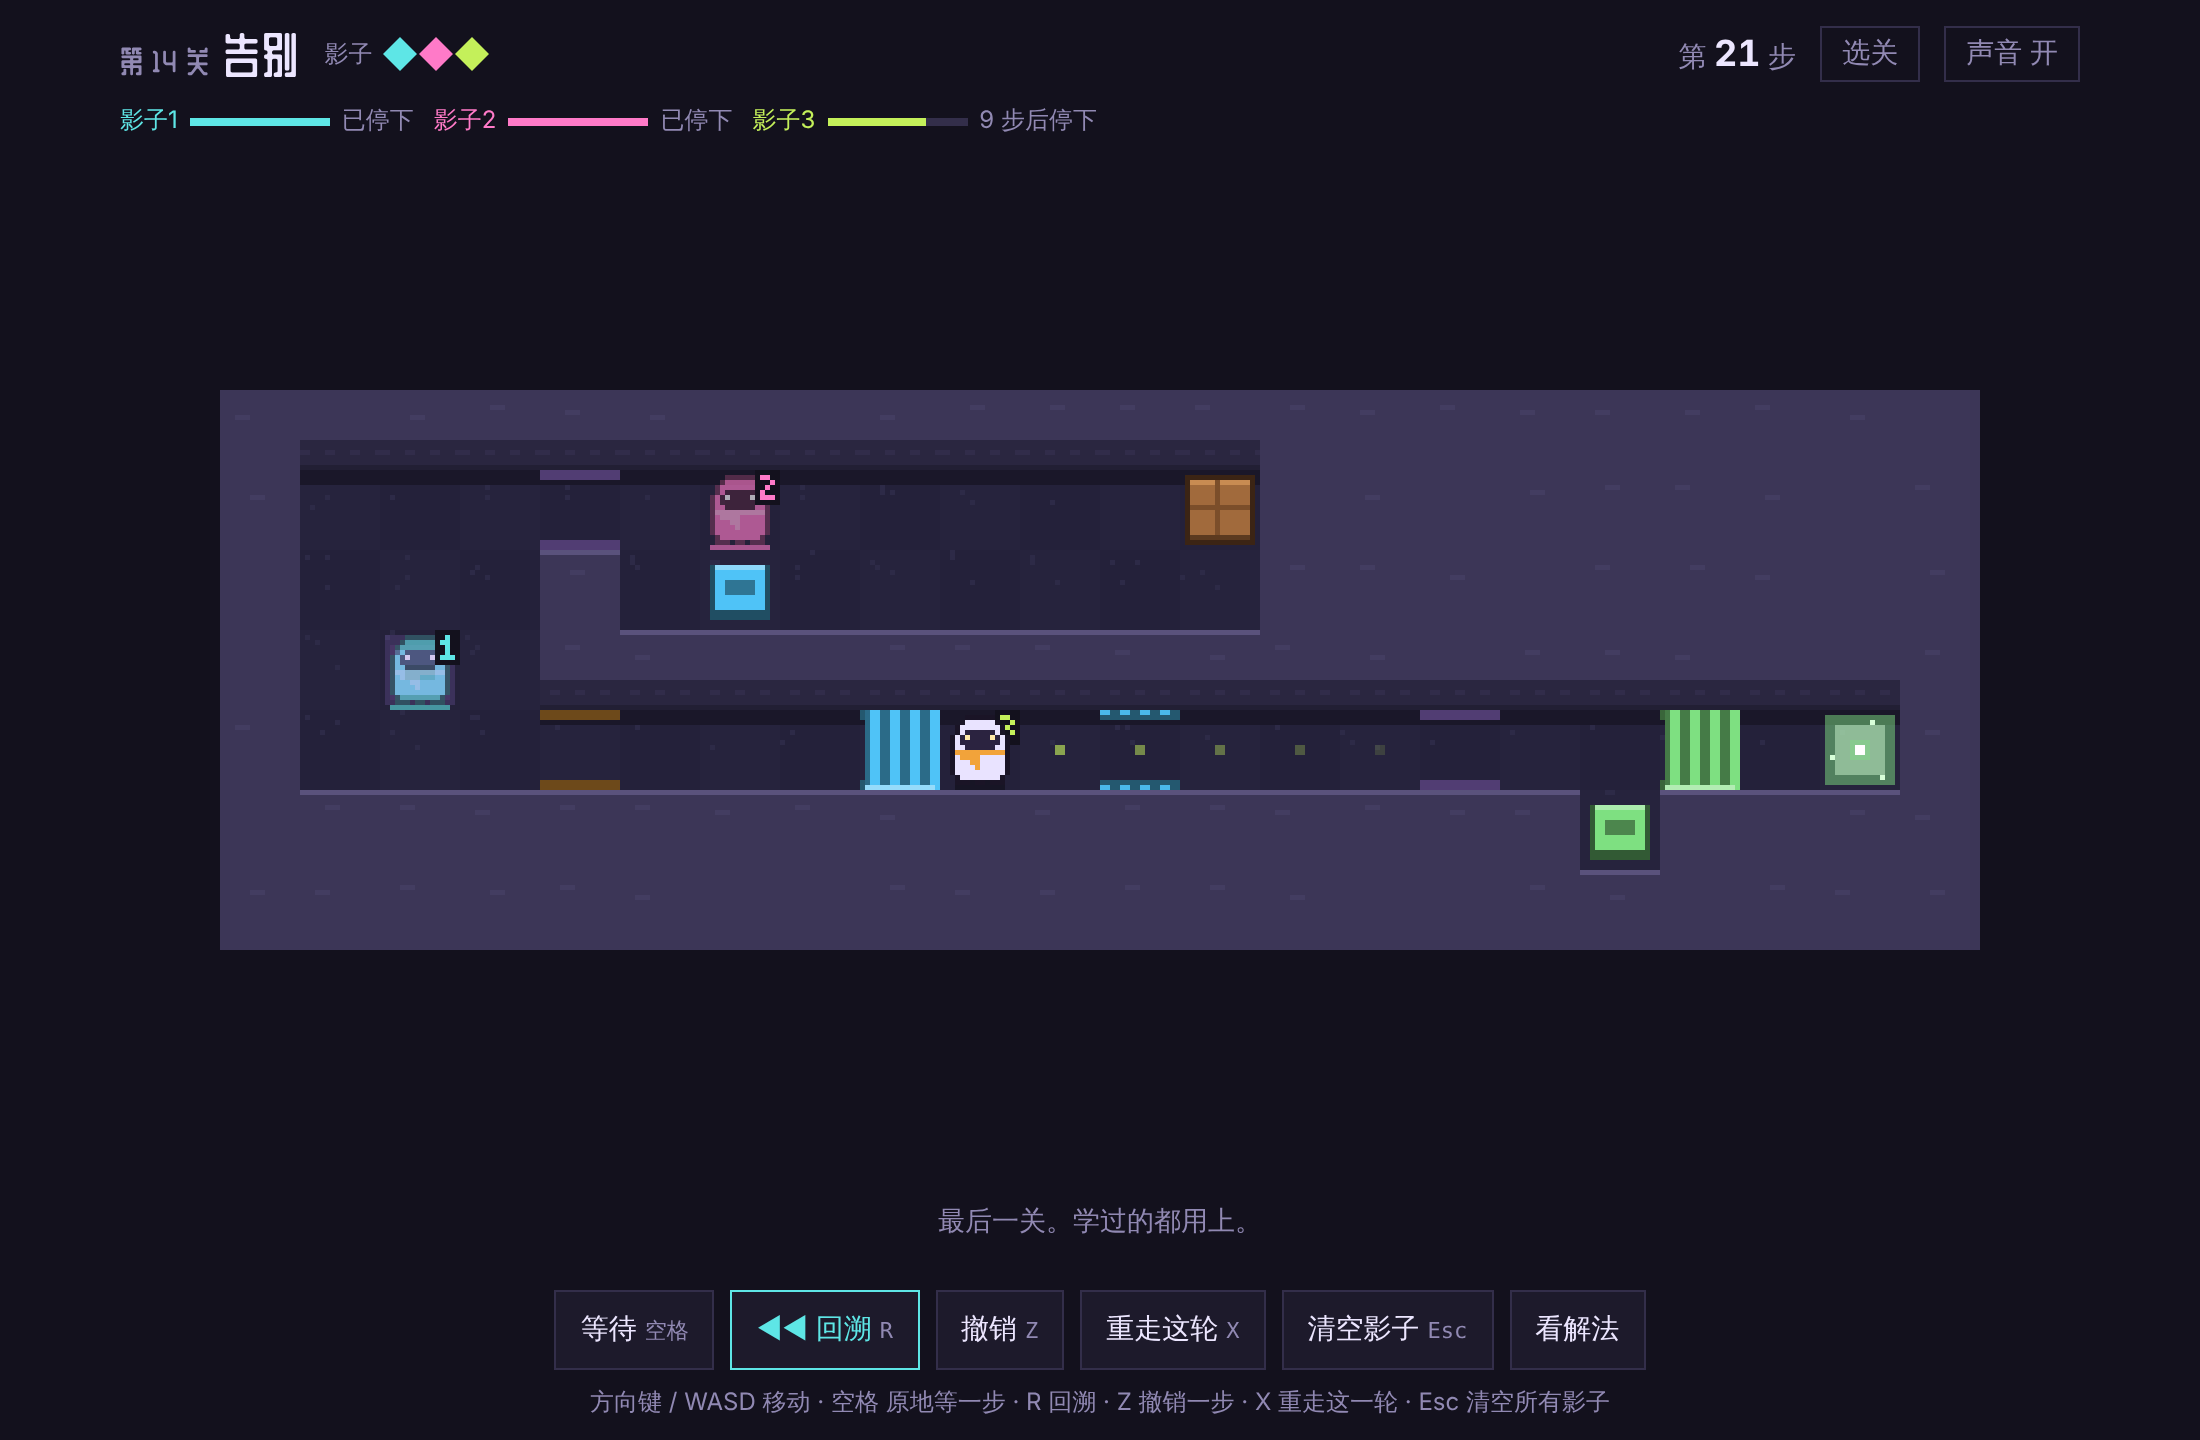 第 14 关 告别 影子 第 21 步 选关 声音 开
影子1 已停下 影子2 已停下 影子3 9 步后停下
2
1
3
最后一关。学过的都用上。
等待 空格 ◀◀ 回溯 R 撤销 Z 重走这轮 X 清空影子 Esc 看解法
方向键 / WASD 移动 · 空格 原地等一步 · R 回溯 · Z 撤销一步 · X 重走这一轮 · Esc 清空所有影子